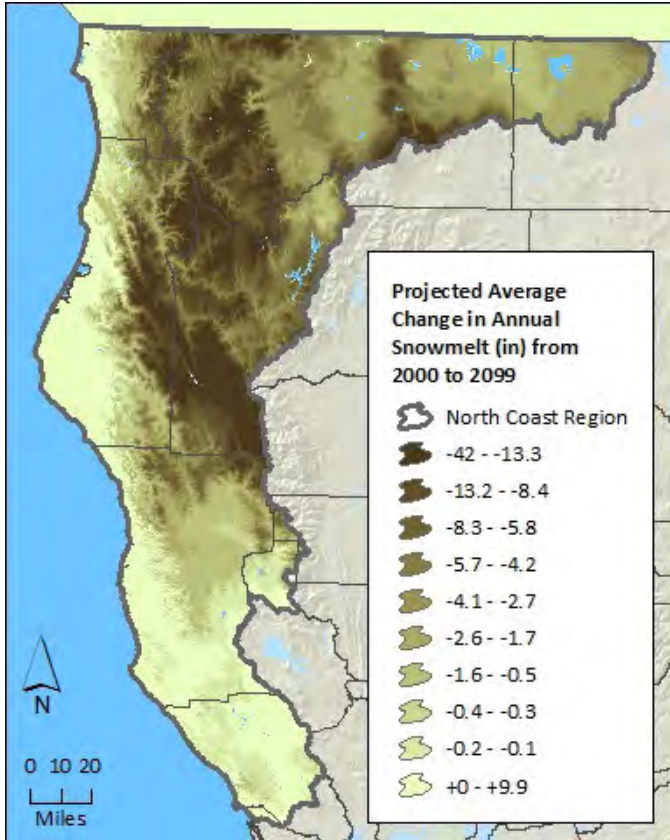 Projected Average
Change in Annual
Snowmelt (in) from
2000 to 2099
North Coast Region
-42 - -13.3
-13.2 - -8.4
-8.3 - -5.8
-5.7 - -4.2
-4.1 - -2.7
-2.6 - -1.7
-1.6 - -0.5
-0.4 - -0.3
-0.2 - -0.1
+0 - +9.9
N
0 10 20
Miles